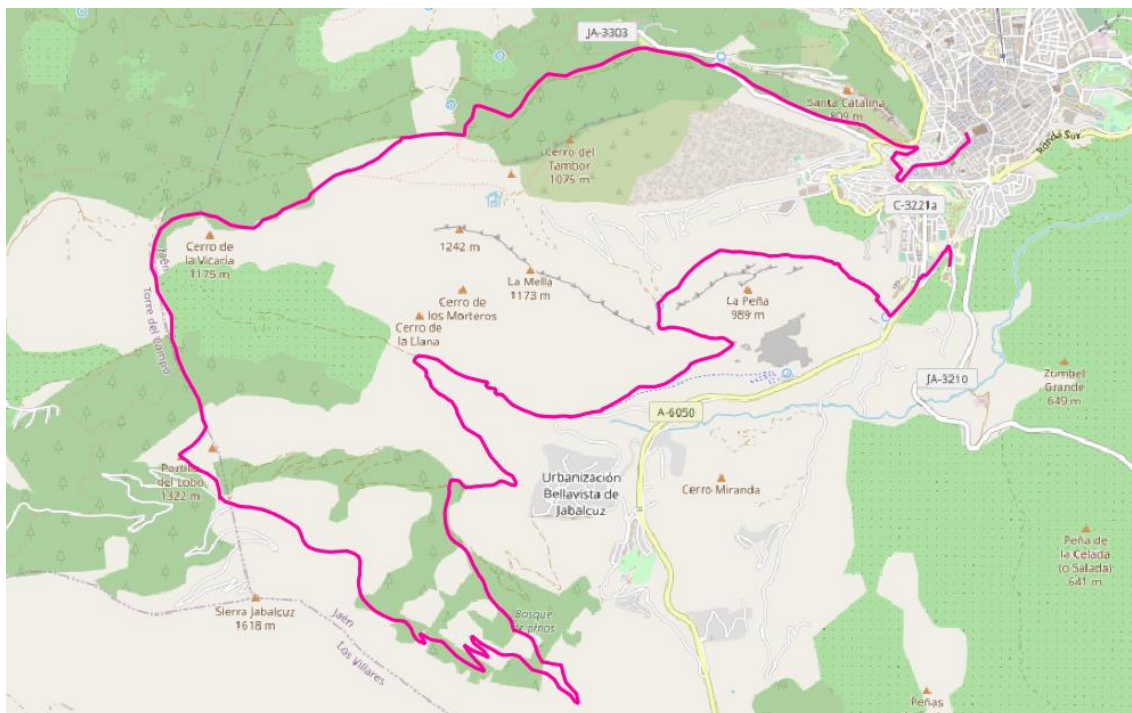 JA-3303
Santa Catalina
809 m
Ronda Sur
Cerro del
Tambor
1075 m
C-3221a
Jaén
Torre del Campo
Cerro de
la Vicaría
1175 m
1242 m
La Mella
1173 m
Cerro de
los Morteros
Cerro de
la Llana
La Peña
989 m
JA-3210
Zumbel
Grande
649 m
A-6050
Portillo
del Lobo
1322 m
Urbanización
Bellavista de
Jabalcuz
Cerro Miranda
Peña de
la Celada
(o Salada)
641 m
Sierra Jabalcuz
1618 m
Jaén
Los Villares
Bosque
de pinos
Peñas